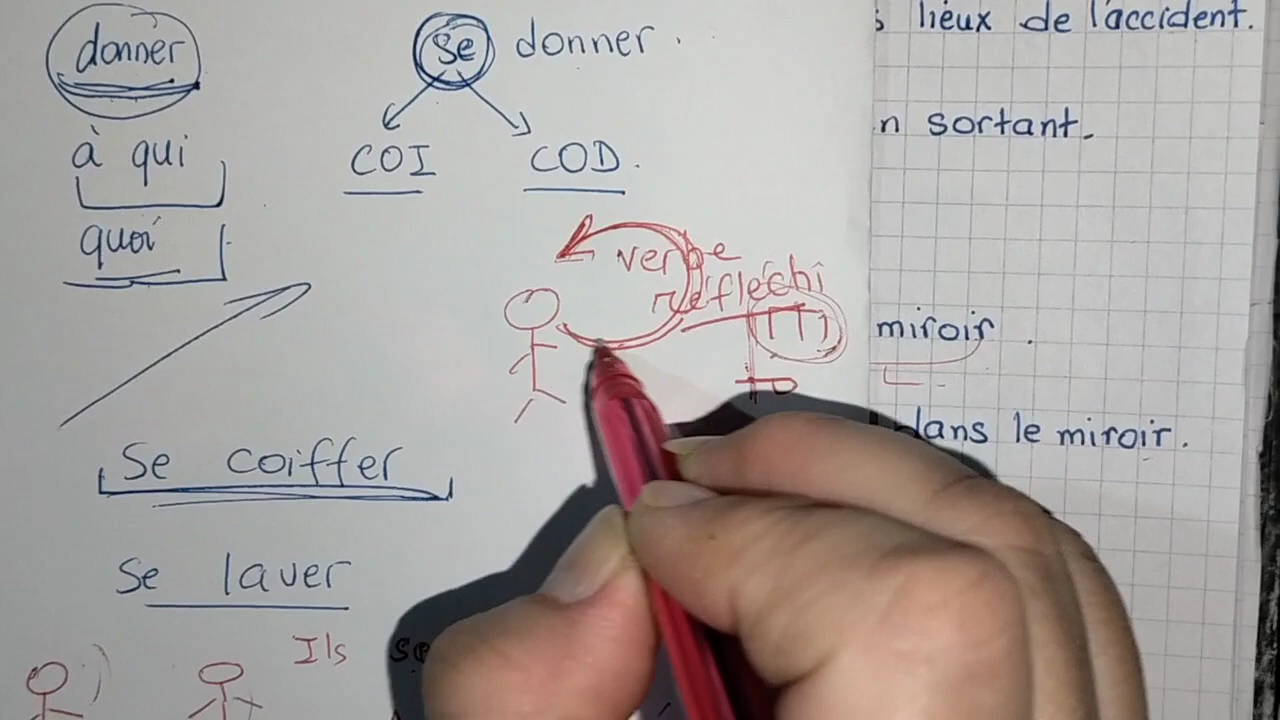 donner
se donner.
à qui
quoi
COI
COD.
verbe
réfléchi
se coiffer
se laver
Ils se
lieux de l'accident.
n sortant.
miroir.
dans le miroir.